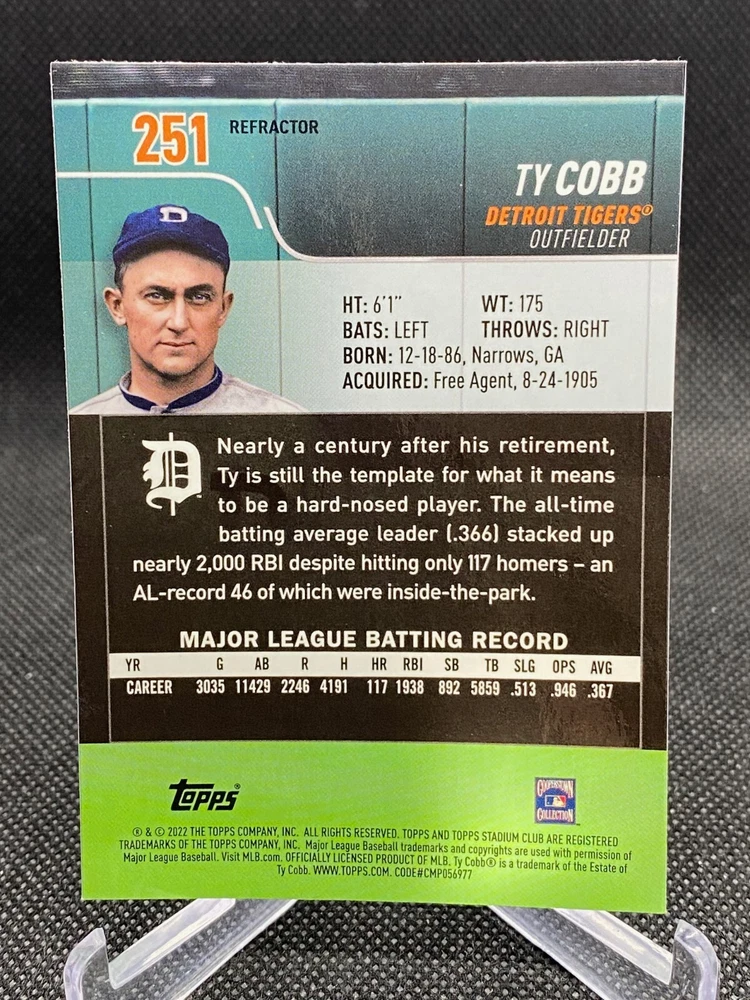 251 REFRACTOR
TY COBB
DETROIT TIGERS®
OUTFIELDER
D
HT: 6'1" WT: 175
BATS: LEFT THROWS: RIGHT
BORN: 12-18-86, Narrows, GA
ACQUIRED: Free Agent, 8-24-1905
D
Nearly a century after his retirement,
Ty is still the template for what it means
to be a hard-nosed player. The all-time
batting average leader (.366) stacked up
nearly 2,000 RBI despite hitting only 117 homers – an
AL-record 46 of which were inside-the-park.
MAJOR LEAGUE BATTING RECORD
YR G AB R H HR RBI SB TB SLG OPS AVG
CAREER 3035 11429 2246 4191 117 1938 892 5859 .513 .946 .367
Topps®
COOPERSTOWN
COLLECTION
® & © 2022 THE TOPPS COMPANY, INC. ALL RIGHTS RESERVED. TOPPS AND TOPPS STADIUM CLUB ARE REGISTERED
TRADEMARKS OF THE TOPPS COMPANY, INC. Major League Baseball trademarks and copyrights are used with permission of
Major League Baseball. Visit MLB.com. OFFICIALLY LICENSED PRODUCT OF MLB. Ty Cobb® is a trademark of the Estate of
Ty Cobb. WWW.TOPPS.COM. CODE#CMP056977